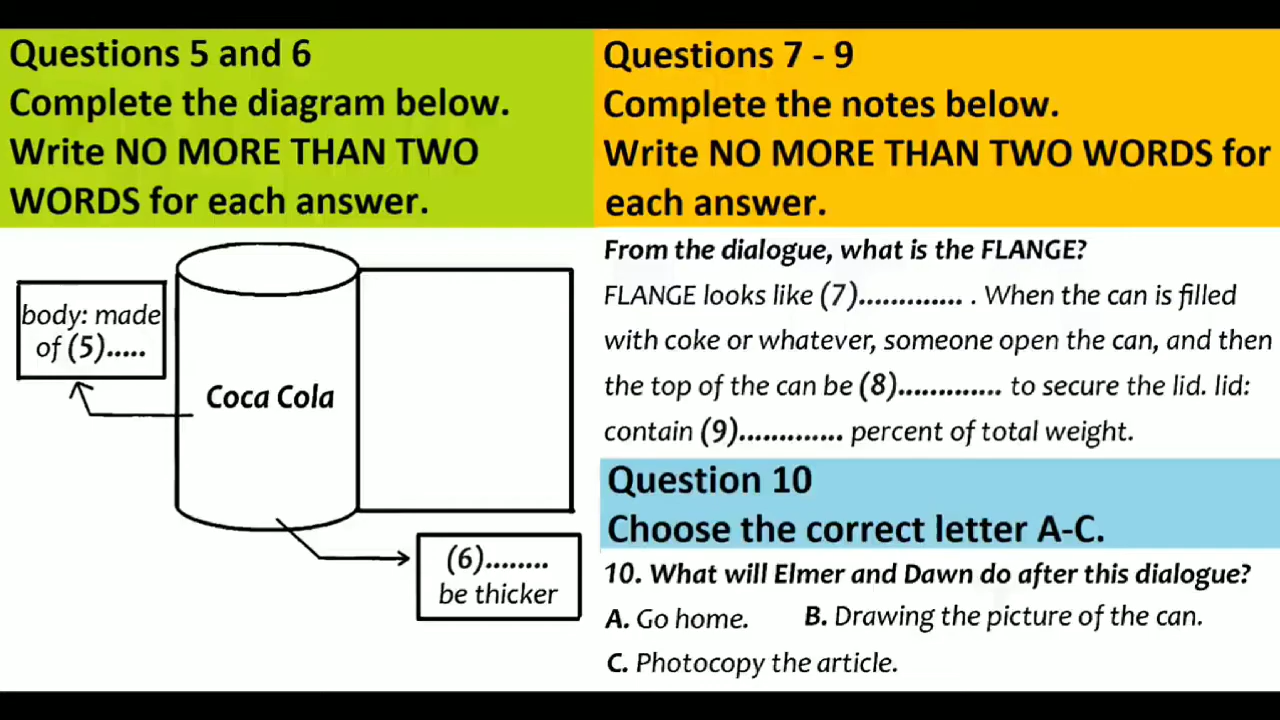 Questions 5 and 6
Complete the diagram below.
Write NO MORE THAN TWO
WORDS for each answer.
body: made
of (5).....
Coca Cola
(6)........
be thicker
Questions 7 - 9
Complete the notes below.
Write NO MORE THAN TWO WORDS for
each answer.
From the dialogue, what is the FLANGE?
FLANGE looks like (7)............. . When the can is filled
with coke or whatever, someone open the can, and then
the top of the can be (8)............. to secure the lid. lid:
contain (9)............. percent of total weight.
Question 10
Choose the correct letter A-C.
10. What will Elmer and Dawn do after this dialogue?
A. Go home. B. Drawing the picture of the can.
C. Photocopy the article.